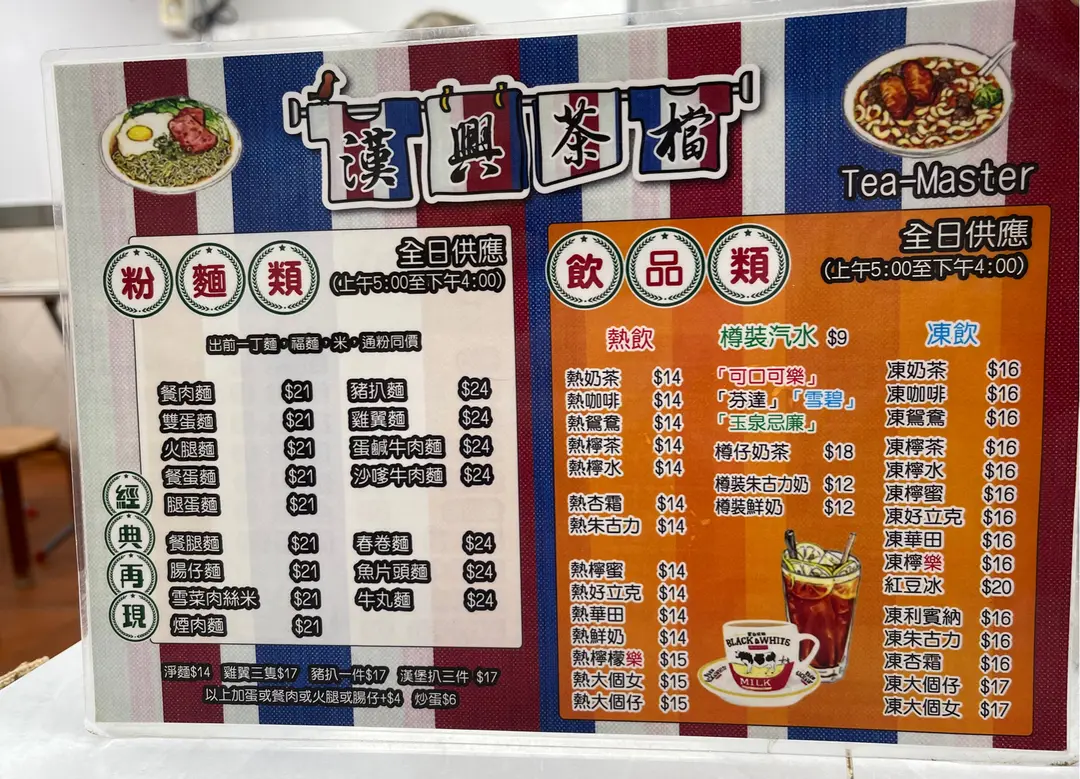 漢興茶檔
Tea-Master
粉麵類
全日供應
(上午5:00至下午4:00)
出前一丁麵，福麵，米，通粉同價
經典再現
餐肉麵 $21
雙蛋麵 $21
火腿麵 $21
餐蛋麵 $21
腿蛋麵 $21
餐腿麵 $21
腸仔麵 $21
雪菜肉絲米 $21
煙肉麵 $21
豬扒麵 $24
雞翼麵 $24
蛋鹹牛肉麵 $24
沙嗲牛肉麵 $24
春卷麵 $24
魚片頭麵 $24
牛丸麵 $24
淨麵$14 雞翼三隻$17 豬扒一件$17 漢堡扒三件 $17
以上加蛋或餐肉或火腿或腸仔+$4 炒蛋$6
飲品類
全日供應
(上午5:00至下午4:00)
熱飲
熱奶茶 $14
熱咖啡 $14
熱鴛鴦 $14
熱檸茶 $14
熱檸水 $14
熱杏霜 $14
熱朱古力 $14
熱檸蜜 $14
熱好立克 $14
熱華田 $14
熱鮮奶 $14
熱檸檬樂 $15
熱大個女 $15
熱大個仔 $15
樽裝汽水 $9
「可口可樂」
「芬達」「雪碧」
「玉泉忌廉」
樽仔奶茶 $18
樽裝朱古力奶 $12
樽裝鮮奶 $12
BLACK&WHITE
MILK
凍飲
凍奶茶 $16
凍咖啡 $16
凍鴛鴦 $16
凍檸茶 $16
凍檸水 $16
凍檸蜜 $16
凍好立克 $16
凍華田 $16
凍檸樂 $16
紅豆冰 $20
凍利賓納 $16
凍朱古力 $16
凍杏霜 $16
凍大個仔 $17
凍大個女 $17